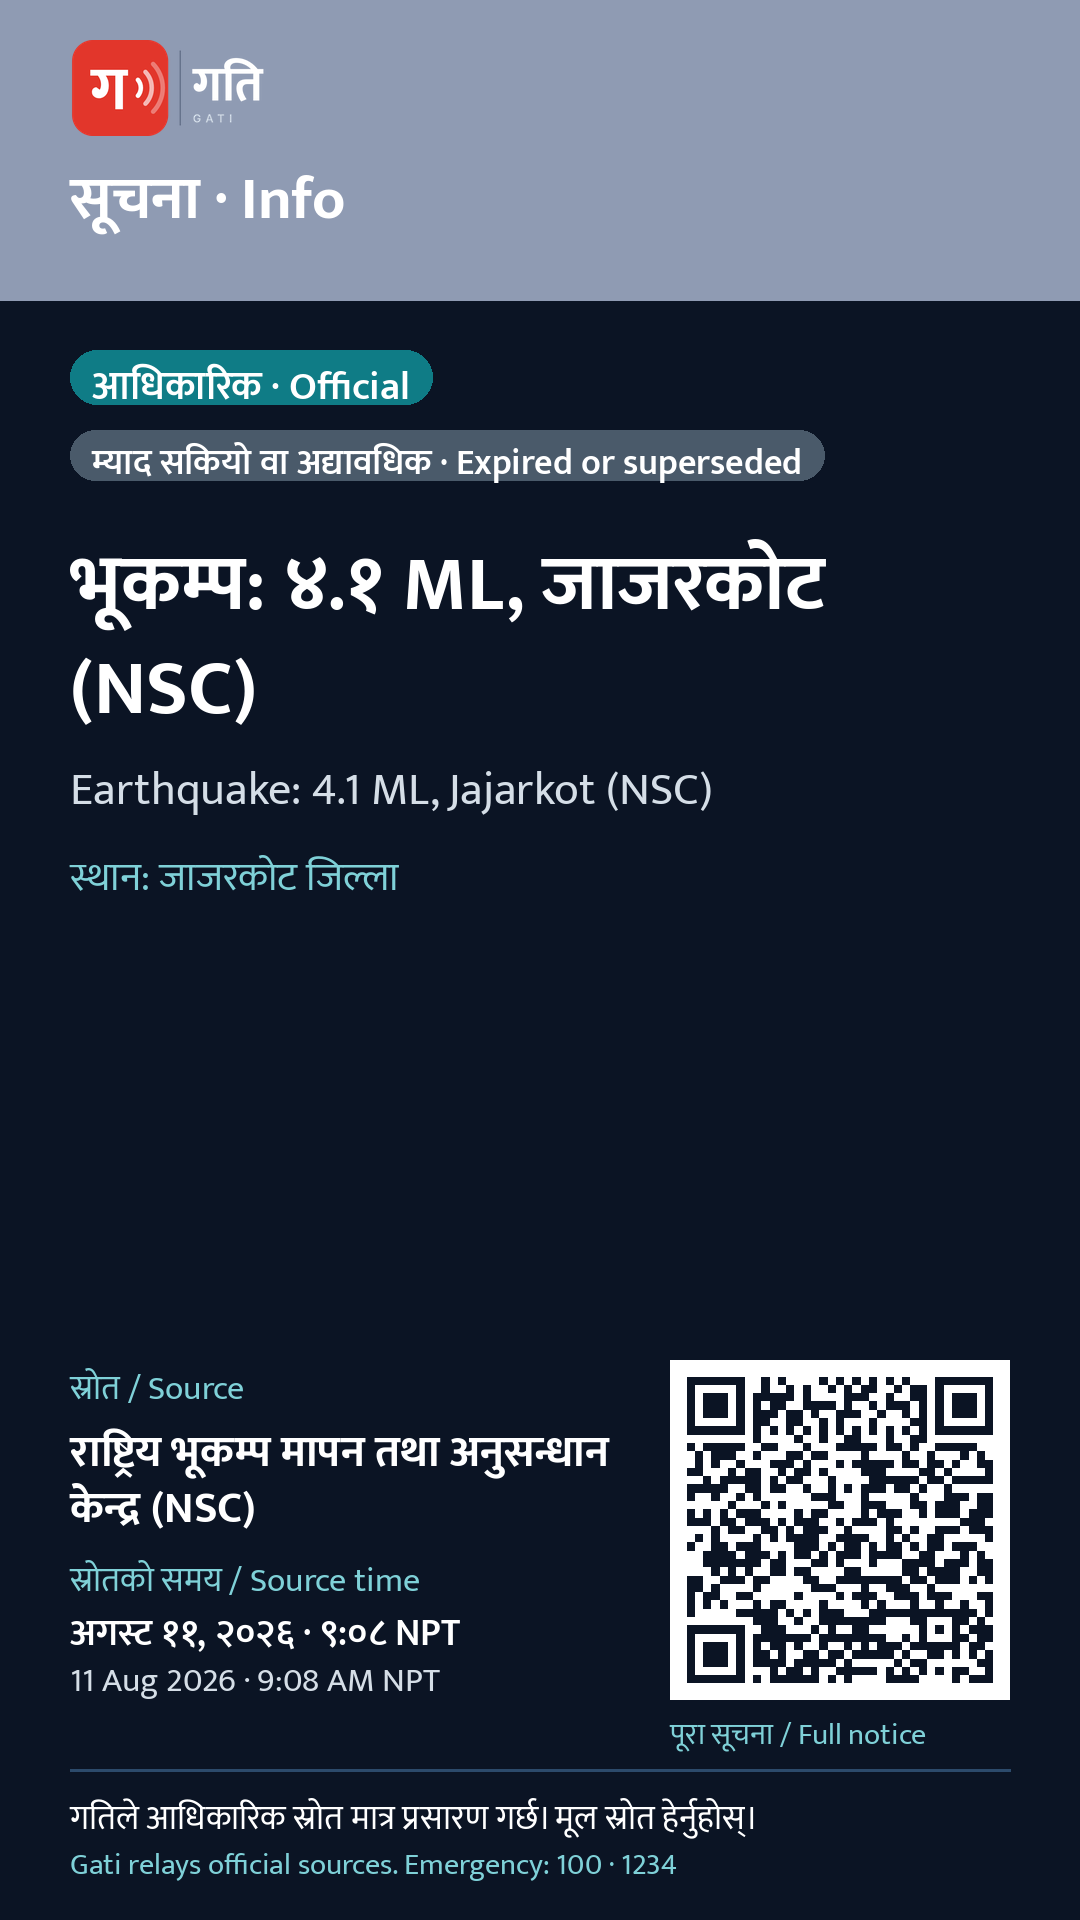 ग
गति
GATI
सूचना · Info
आधिकारिक · Official
म्याद सकियो वा अद्यावधिक · Expired or superseded
भूकम्प: ४.१ ML, जाजरकोट
(NSC)
Earthquake: 4.1 ML, Jajarkot (NSC)
स्थान: जाजरकोट जिल्ला
स्रोत / Source
राष्ट्रिय भूकम्प मापन तथा अनुसन्धान
केन्द्र (NSC)
स्रोतको समय / Source time
अगस्ट ११, २०२६ · ९:०८ NPT
11 Aug 2026 · 9:08 AM NPT
पूरा सूचना / Full notice
गतिले आधिकारिक स्रोत मात्र प्रसारण गर्छ। मूल स्रोत हेर्नुहोस्।
Gati relays official sources. Emergency: 100 · 1234